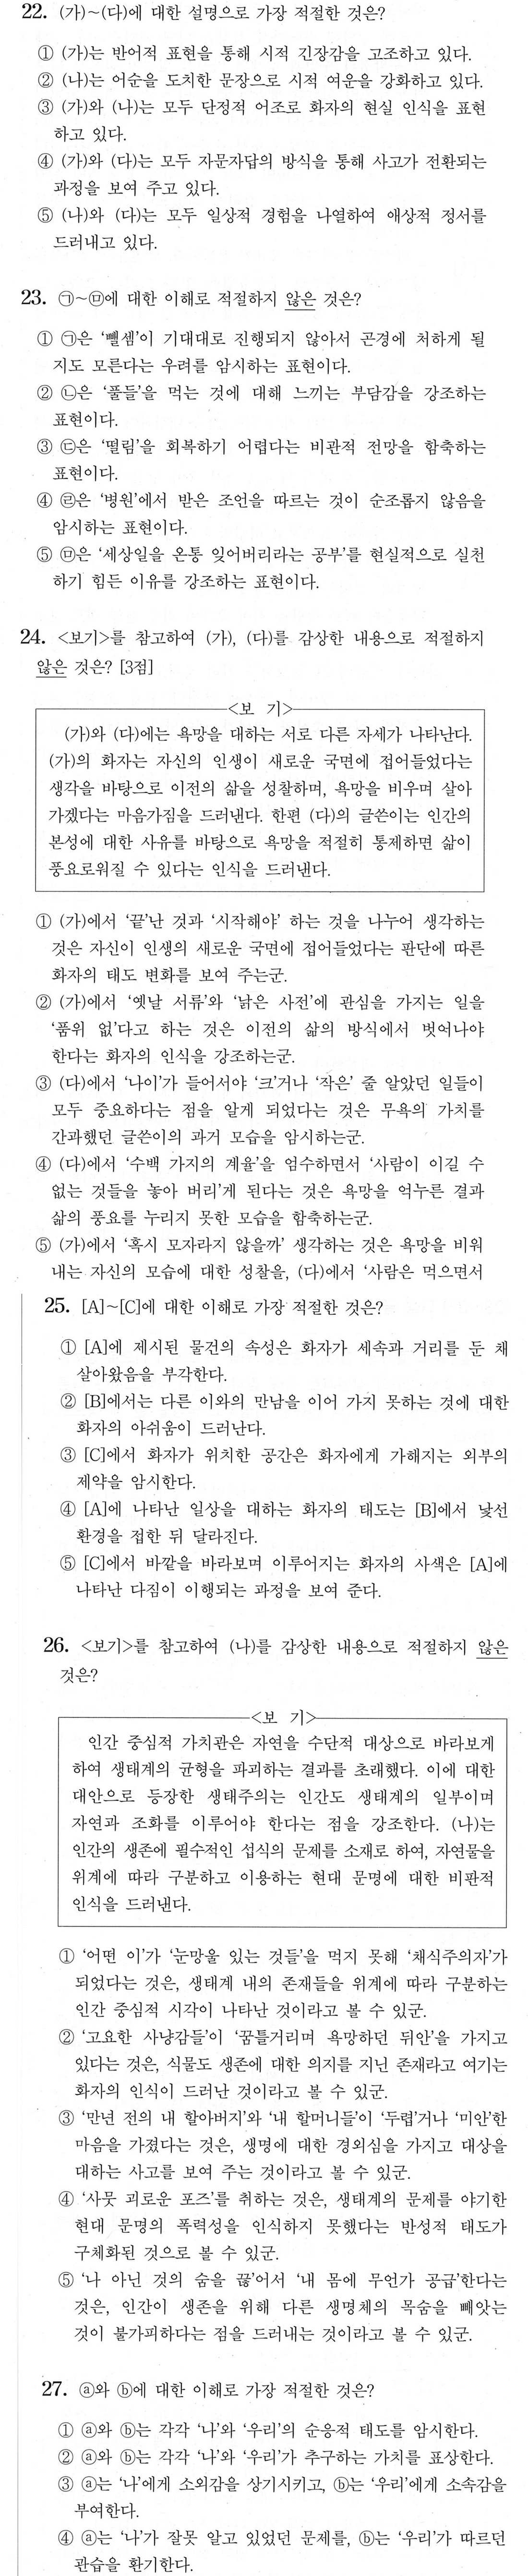 22. (가)~(다)에 대한 설명으로 가장 적절한 것은?
① (가)는 반어적 표현을 통해 시적 긴장감을 고조하고 있다.
② (나)는 어순을 도치한 문장으로 시적 여운을 강화하고 있다.
③ (가)와 (나)는 모두 단정적 어조로 화자의 현실 인식을 표현
하고 있다.
④ (가)와 (다)는 모두 자문자답의 방식을 통해 사고가 전환되는
과정을 보여 주고 있다.
⑤ (나)와 (다)는 모두 일상적 경험을 나열하여 애상적 정서를
드러내고 있다.
23. ㉠~㉤에 대한 이해로 적절하지 않은 것은?
① ㉠은 '뺄셈'이 기대대로 진행되지 않아서 곤경에 처하게 될
지도 모른다는 우려를 암시하는 표현이다.
② ㉡은 '풀들'을 먹는 것에 대해 느끼는 부담감을 강조하는
표현이다.
③ ㉢은 '떨림'을 회복하기 어렵다는 비관적 전망을 함축하는
표현이다.
④ ㉣은 '병원'에서 받은 조언을 따르는 것이 순조롭지 않음을
암시하는 표현이다.
⑤ ㉤은 '세상일을 온통 잊어버리라는 공부'를 현실적으로 실천
하기 힘든 이유를 강조하는 표현이다.
24. <보기>를 참고하여 (가), (다)를 감상한 내용으로 적절하지
않은 것은? [3점]
<보 기>
(가)와 (다)에는 욕망을 대하는 서로 다른 자세가 나타난다.
(가)의 화자는 자신의 인생이 새로운 국면에 접어들었다는
생각을 바탕으로 이전의 삶을 성찰하며, 욕망을 비우며 살아
가겠다는 마음가짐을 드러낸다. 한편 (다)의 글쓴이는 인간의
본성에 대한 사유를 바탕으로 욕망을 적절히 통제하면 삶이
풍요로워질 수 있다는 인식을 드러낸다.
① (가)에서 '끝'난 것과 '시작해야' 하는 것을 나누어 생각하는
것은 자신이 인생의 새로운 국면에 접어들었다는 판단에 따른
화자의 태도 변화를 보여 주는군.
② (가)에서 '옛날 서류'와 '낡은 사전'에 관심을 가지는 일을
'품위 없'다고 하는 것은 이전의 삶의 방식에서 벗어나야
한다는 화자의 인식을 강조하는군.
③ (다)에서 '나이'가 들어서야 '크'거나 '작은' 줄 알았던 일들이
모두 중요하다는 점을 알게 되었다는 것은 무욕의 가치를
간과했던 글쓴이의 과거 모습을 암시하는군.
④ (다)에서 '수백 가지의 계율'을 엄수하면서 '사람이 이길 수
없는 것들을 놓아 버리'게 된다는 것은 욕망을 억누른 결과
삶의 풍요를 누리지 못한 모습을 함축하는군.
⑤ (가)에서 '혹시 모자라지 않을까' 생각하는 것은 욕망을 비워
내는 자신의 모습에 대한 성찰을, (다)에서 '사람은 먹으면서
25. [A]~[C]에 대한 이해로 가장 적절한 것은?
① [A]에 제시된 물건의 속성은 화자가 세속과 거리를 둔 채
살아왔음을 부각한다.
② [B]에서는 다른 이와의 만남을 이어 가지 못하는 것에 대한
화자의 아쉬움이 드러난다.
③ [C]에서 화자가 위치한 공간은 화자에게 가해지는 외부의
제약을 암시한다.
④ [A]에 나타난 일상을 대하는 화자의 태도는 [B]에서 낯선
환경을 접한 뒤 달라진다.
⑤ [C]에서 바깥을 바라보며 이루어지는 화자의 사색은 [A]에
나타난 다짐이 이행되는 과정을 보여 준다.
26. <보기>를 참고하여 (나)를 감상한 내용으로 적절하지 않은
것은?
<보 기>
인간 중심적 가치관은 자연을 수단적 대상으로 바라보게
하여 생태계의 균형을 파괴하는 결과를 초래했다. 이에 대한
대안으로 등장한 생태주의는 인간도 생태계의 일부이며
자연과 조화를 이루어야 한다는 점을 강조한다. (나)는
인간의 생존에 필수적인 섭식의 문제를 소재로 하여, 자연물을
위계에 따라 구분하고 이용하는 현대 문명에 대한 비판적
인식을 드러낸다.
① '어떤 이'가 '눈망울 있는 것들'을 먹지 못해 '채식주의자'가
되었다는 것은, 생태계 내의 존재들을 위계에 따라 구분하는
인간 중심적 시각이 나타난 것이라고 볼 수 있군.
② '고요한 사냥감들'이 '꿈틀거리며 욕망하던 뒤안'을 가지고
있다는 것은, 식물도 생존에 대한 의지를 지닌 존재라고 여기는
화자의 인식이 드러난 것이라고 볼 수 있군.
③ '만년 전의 내 할아버지'와 '내 할머니들'이 '두렵'거나 '미안'한
마음을 가졌다는 것은, 생명에 대한 경외심을 가지고 대상을
대하는 사고를 보여 주는 것이라고 볼 수 있군.
④ '사뭇 괴로운 포즈'를 취하는 것은, 생태계의 문제를 야기한
현대 문명의 폭력성을 인식하지 못했다는 반성적 태도가
구체화된 것으로 볼 수 있군.
⑤ '나 아닌 것의 숨을 끊'어서 '내 몸에 무언가 공급'한다는
것은, 인간이 생존을 위해 다른 생명체의 목숨을 빼앗는
것이 불가피하다는 점을 드러내는 것이라고 볼 수 있군.
27. ⓐ와 ⓑ에 대한 이해로 가장 적절한 것은?
① ⓐ와 ⓑ는 각각 '나'와 '우리'의 순응적 태도를 암시한다.
② ⓐ와 ⓑ는 각각 '나'와 '우리'가 추구하는 가치를 표상한다.
③ ⓐ는 '나'에게 소외감을 상기시키고, ⓑ는 '우리'에게 소속감을
부여한다.
④ ⓐ는 '나'가 잘못 알고 있었던 문제를, ⓑ는 '우리'가 따르던
관습을 환기한다.